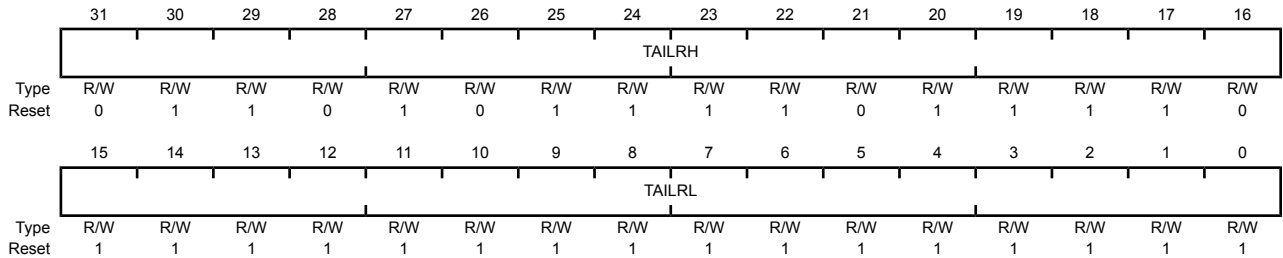 31 30 29 28 27 26 25 24 23 22 21 20 19 18 17 16
TAILRH
Type R/W R/W R/W R/W R/W R/W R/W R/W R/W R/W R/W R/W R/W R/W R/W R/W
Reset 0 1 1 0 1 0 1 1 1 1 0 1 1 1 1 0
15 14 13 12 11 10 9 8 7 6 5 4 3 2 1 0
TAILRL
Type R/W R/W R/W R/W R/W R/W R/W R/W R/W R/W R/W R/W R/W R/W R/W R/W
Reset 1 1 1 1 1 1 1 1 1 1 1 1 1 1 1 1